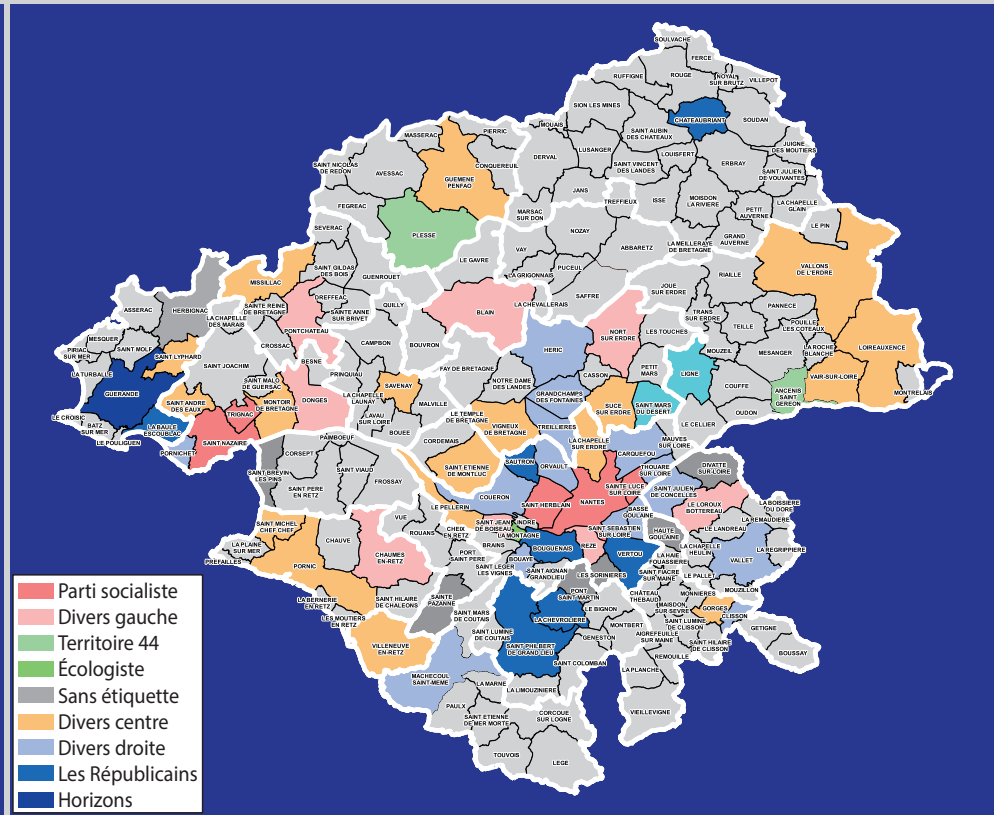 SOULVACHE
FERCE
RUFFIGNE
ROUGE
NOYAL
SUR BRUTZ
VILLEPOT
SION LES MINES
CHATEAUBRIANT
SOUDAN
MOUAIS
SAINT AUBIN
DES CHATEAUX
JUIGNE
DES MOUTIERS
MASSERAC
PIERRIC
LUSANGER
LOUISFERT
DERVAL
ERBRAY
SAINT NICOLAS
DE REDON
AVESSAC
CONQUEREUIL
SAINT VINCENT
DES LANDES
SAINT JULIEN
DE VOUVANTES
GUEMENE
PENFAO
JANS
TREFFIEUX
ISSE
MOISDON
LA RIVIERE
PETIT
AUVERNE
LA CHAPELLE
GLAIN
FEGREAC
MARSAC
SUR DON
LE PIN
SEVERAC
PLESSE
NOZAY
GRAND
AUVERNE
ABBARETZ
LA MEILLERAYE
DE BRETAGNE
VAY
LE GAVRE
PUCEUL
LA GRIGONNAIS
VALLONS
DE L'ERDRE
SAINT GILDAS
DES BOIS
GUENROUET
RIAILLE
MISSILLAC
JOUE
SUR ERDRE
DREFFEAC
SAFFRE
LA CHEVALLERAIS
QUILLY
PANNECE
ASSERAC
HERBIGNAC
SAINTE REINE
DE BRETAGNE
SAINTE ANNE
SUR BRIVET
BLAIN
TRANS
SUR ERDRE
LA CHAPELLE
DES MARAIS
TEILLE
POUILLE
LES COTEAUX
PONTCHATEAU
NORT
SUR ERDRE
LES TOUCHES
MESQUER
CAMPBON
BOUVRON
CROSSAC
HERIC
MOUZEIL
MESANGER
LA ROCHE
BLANCHE
LOIREAUXENCE
PIRIAC
SUR MER
SAINT MOLF
SAINT LYPHARD
BESNE
SAINT JOACHIM
PETIT
MARS
LIGNE
FAY DE BRETAGNE
LA TURBALLE
PRINQUIAU
CASSON
VAIR-SUR-LOIRE
SAINT MALO
DE GUERSAC
SAVENAY
NOTRE DAME
DES LANDES
COUFFE
ANCENIS
SAINT
GEREON
MONTRELAIS
GUERANDE
LA CHAPELLE
LAUNAY
GRANDCHAMPS
DES FONTAINES
DONGES
MONTOIR
DE BRETAGNE
MALVILLE
SAINT ANDRE
DES EAUX
SUCE
SUR ERDRE
SAINT MARS
DU DESERT
TRIGNAC
LAVAU
SUR LOIRE
LE TEMPLE
DE BRETAGNE
OUDON
LE CROISIC
BATZ
SUR MER
LA BAULE
ESCOUBLAC
VIGNEUX
DE BRETAGNE
TREILLIERES
LE CELLIER
BOUEE
LE POULIGUEN
SAINT NAZAIRE
PAIMBOEUF
CORDEMAIS
LA CHAPELLE
SUR ERDRE
MAUVES
SUR LOIRE
PORNICHET
CORSEPT
CARQUEFOU
SAUTRON
ORVAULT
SAINT ETIENNE
DE MONTLUC
THOUARE
SUR LOIRE
DIVATTE
SUR-LOIRE
SAINT BREVIN
LES PINS
SAINT VIAUD
FROSSAY
SAINTE LUCE
SUR LOIRE
SAINT JULIEN
DE CONCELLES
SAINT PERE
EN RETZ
COUERON
SAINT HERBLAIN
NANTES
LE PELLERIN
BASSE
GOULAINE
LE LOROUX
BOTTEREAU
LA BOISSIERE
DU DORE
VUE
LA REMAUDIERE
SAINT MICHEL
CHEF CHEF
SAINT JEAN
DE BOISEAU
INDRE
LA MONTAGNE
SAINT SEBASTIEN
SUR LOIRE
HAUTE
GOULAINE
LE LANDREAU
ROUANS
CHEIX
EN RETZ
CHAUVE
BRAINS
BOUGUENAIS
REZE
VERTOU
LA CHAPELLE
HEULIN
LA REGRIPPIERE
LA PLAINE
SUR MER
CHAUMES
EN-RETZ
PORT
SAINT PERE
BOUAYE
LA HAIE
FOUASSIERE
VALLET
PREFAILLES
PORNIC
SAINT LEGER
LES VIGNES
SAINT AIGNAN
GRANDLIEU
LES SORINIERES
SAINT FIACRE
SUR MAINE
LE PALLET
MOUZILLON
PONT
SAINT MARTIN
CHÂTEAU
THEBAUD
MONNIERES
LA BERNERIE
EN RETZ
SAINT HILAIRE
DE CHALEONS
SAINTE
PAZANNE
LE BIGNON
MAISDON
SUR SEVRE
GORGES
CLISSON
LES MOUTIERS
EN RETZ
SAINT MARS
DE COUTAIS
LA CHEVROLIERE
MONTBERT
SAINT LUMINE
DE CLISSON
GETIGNE
AIGREFEUILLE
SUR MAINE
SAINT LUMINE
DE COUTAIS
GENESTON
VILLENEUVE
EN-RETZ
SAINT PHILBERT
DE GRAND LIEU
SAINT HILAIRE
DE CLISSON
BOUSSAY
REMOUILLE
SAINT COLOMBAN
LA PLANCHE
MACHECOUL
SAINT-MEME
LA MARNE
LA LIMOUZINIERE
PAULX
SAINT ETIENNE
DE MER MORTE
CORCOUE
SUR LOGNE
VIEILLEVIGNE
TOUVOIS
LEGE
Parti socialiste
Divers gauche
Territoire 44
Écologiste
Sans étiquette
Divers centre
Divers droite
Les Républicains
Horizons